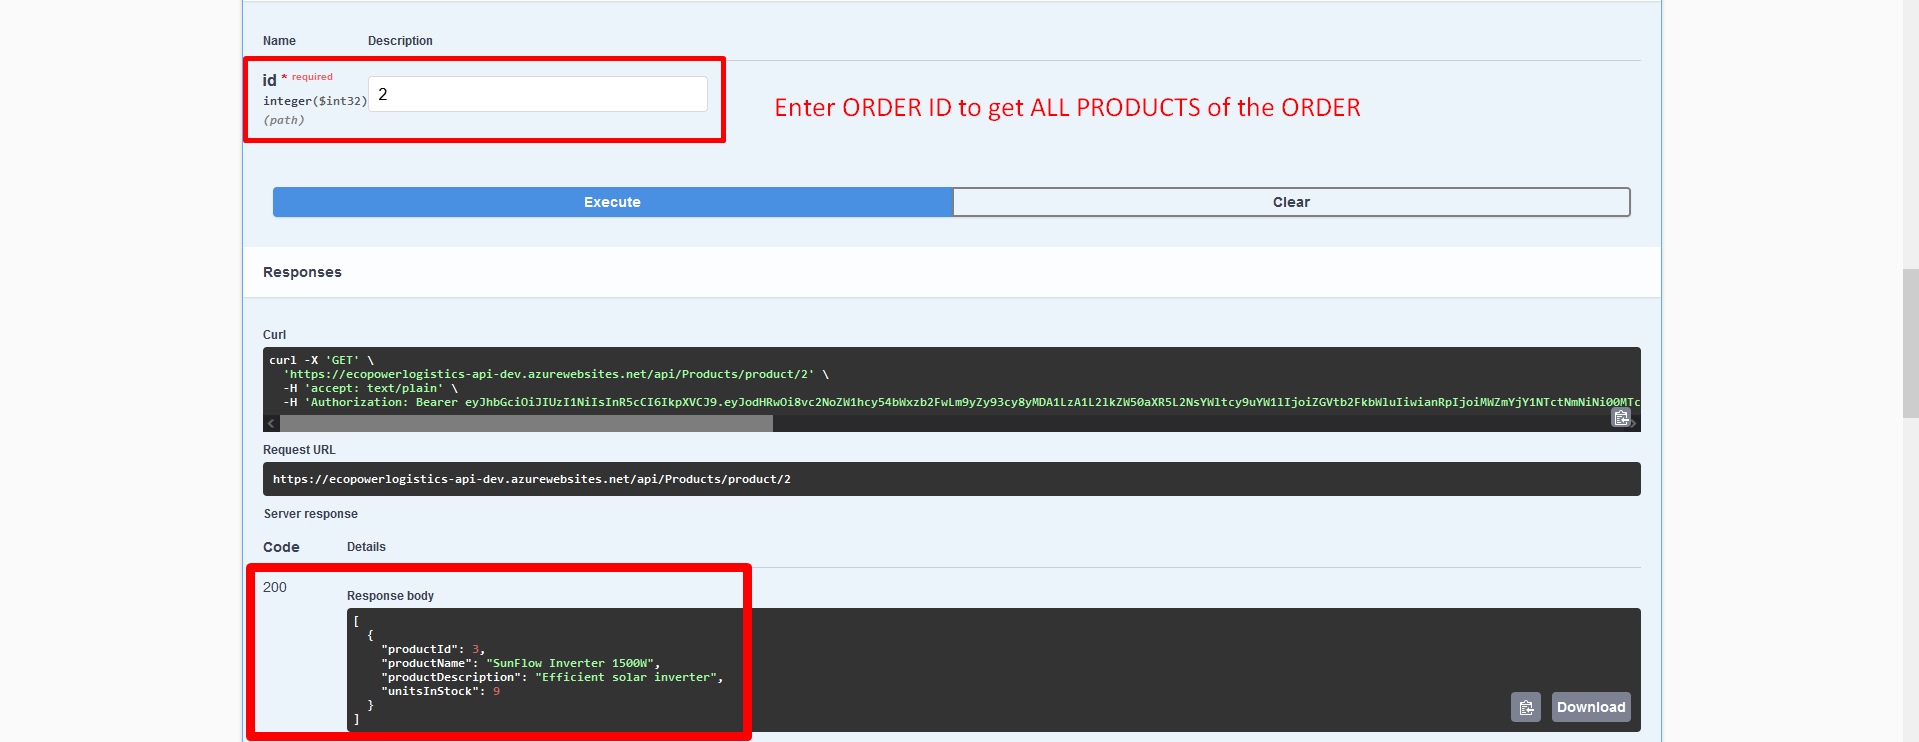 Name Description
id * required
integer($int32)
(path)
2
Enter ORDER ID to get ALL PRODUCTS of the ORDER
Execute Clear
Responses
Curl
curl -X 'GET' \
'https://ecopowerlogistics-api-dev.azurewebsites.net/api/Products/product/2' \
-H 'accept: text/plain' \
-H 'Authorization: Bearer eyJhbGciOiJIUzI1NiIsInR5cCI6IkpXVCJ9.eyJodHRwOi8vc2NoZW1hcy54bWxzb2FwLm9yZy93cy8yMDA1LzA1L2lkZW50aXR5L2NsYWltcy9uYW1lIjoiZGVtb2FkbWluIiwianRpIjoiMWZmYjY1NTctNmNiNi00MTc
Request URL
https://ecopowerlogistics-api-dev.azurewebsites.net/api/Products/product/2
Server response
Code Details
200
Response body
[
{
"productId": 3,
"productName": "SunFlow Inverter 1500W",
"productDescription": "Efficient solar inverter",
"unitsInStock": 9
}
]
Download